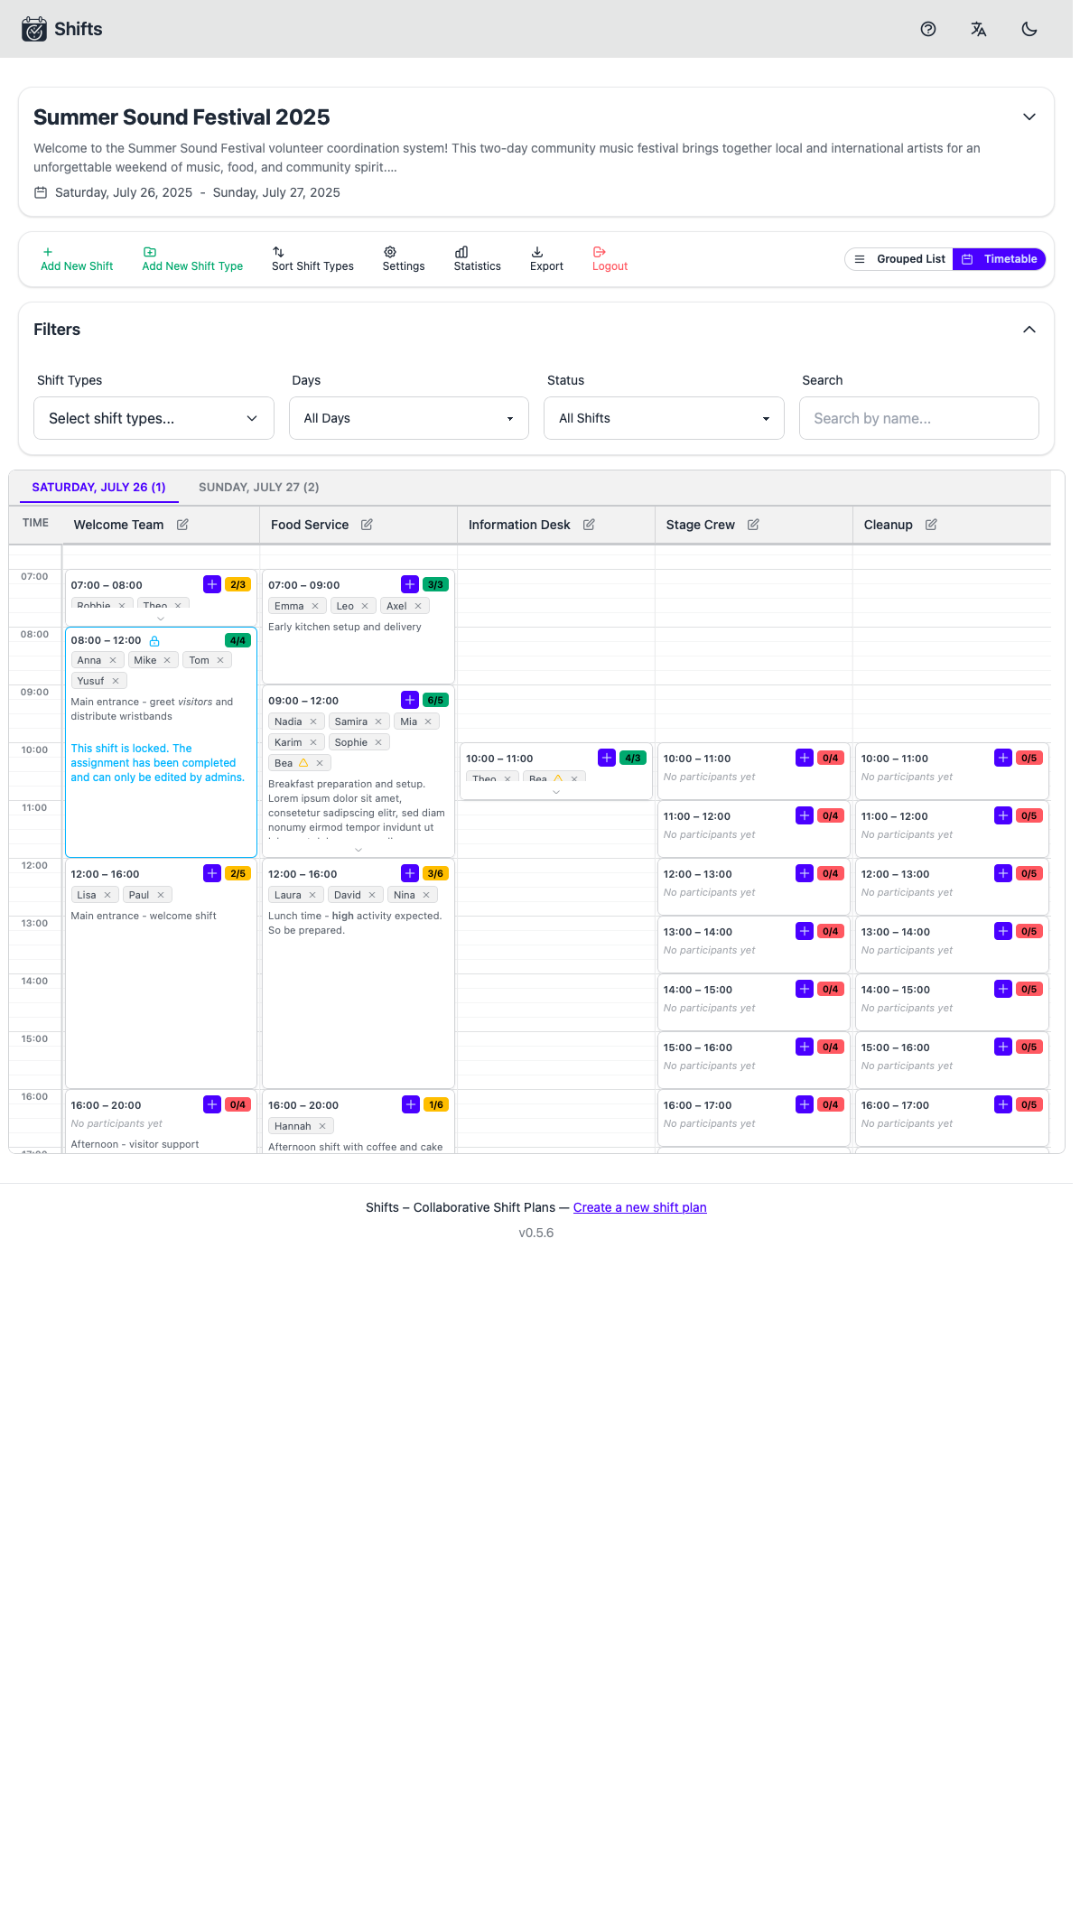 Shifts
Summer Sound Festival 2025
Welcome to the Summer Sound Festival volunteer coordination system! This two-day community music festival brings together local and international artists for an
unforgettable weekend of music, food, and community spirit....
Saturday, July 26, 2025 - Sunday, July 27, 2025
Add New Shift
Add New Shift Type
Sort Shift Types
Settings
Statistics
Export
Logout
Grouped List
Timetable
Filters
Shift Types
Days
Status
Search
Select shift types...
All Days
All Shifts
Search by name...
SATURDAY, JULY 26 (1)
SUNDAY, JULY 27 (2)
TIME
Welcome Team
Food Service
Information Desk
Stage Crew
Cleanup
07:00
08:00
09:00
10:00
11:00
12:00
13:00
14:00
15:00
16:00
07:00 – 08:00
2/3
Robbie
Theo
08:00 – 12:00
4/4
Anna
Mike
Tom
Yusuf
Main entrance - greet visitors and
distribute wristbands
This shift is locked. The
assignment has been completed
and can only be edited by admins.
12:00 – 16:00
2/5
Lisa
Paul
Main entrance - welcome shift
16:00 – 20:00
0/4
No participants yet
Afternoon - visitor support
07:00 – 09:00
3/3
Emma
Leo
Axel
Early kitchen setup and delivery
09:00 – 12:00
6/5
Nadia
Samira
Mia
Karim
Sophie
Bea
Breakfast preparation and setup.
Lorem ipsum dolor sit amet,
consetetur sadipscing elitr, sed diam
nonumy eirmod tempor invidunt ut
12:00 – 16:00
3/6
Laura
David
Nina
Lunch time - high activity expected.
So be prepared.
16:00 – 20:00
1/6
Hannah
Afternoon shift with coffee and cake
10:00 – 11:00
4/3
Theo
Bea
10:00 – 11:00
0/4
No participants yet
11:00 – 12:00
0/4
No participants yet
12:00 – 13:00
0/4
No participants yet
13:00 – 14:00
0/4
No participants yet
14:00 – 15:00
0/4
No participants yet
15:00 – 16:00
0/4
No participants yet
16:00 – 17:00
0/4
No participants yet
10:00 – 11:00
0/5
No participants yet
11:00 – 12:00
0/5
No participants yet
12:00 – 13:00
0/5
No participants yet
13:00 – 14:00
0/5
No participants yet
14:00 – 15:00
0/5
No participants yet
15:00 – 16:00
0/5
No participants yet
16:00 – 17:00
0/5
No participants yet
Shifts – Collaborative Shift Plans — Create a new shift plan
v0.5.6